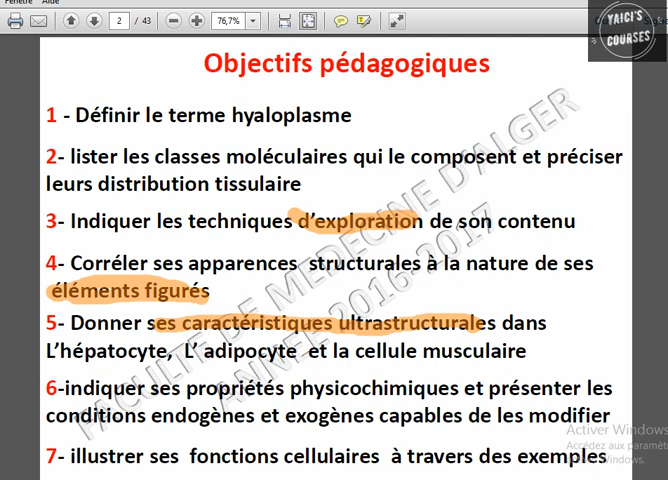 Fenêtre Aide
2 / 43
76,7%
YAICI'S
COURSES
Objectifs pédagogiques
1 - Définir le terme hyaloplasme
2- lister les classes moléculaires qui le composent et préciser
leurs distribution tissulaire
3- Indiquer les techniques d'exploration de son contenu
4- Corréler ses apparences structurales à la nature de ses
éléments figurés
5- Donner ses caractéristiques ultrastructurales dans
L'hépatocyte, L' adipocyte et la cellule musculaire
6-indiquer ses propriétés physicochimiques et présenter les
conditions endogènes et exogènes capables de les modifier
7- illustrer ses fonctions cellulaires à travers des exemples
FACULTE DE MEDECINE D'ALGER
ANNEE 2016-2017
Activer Windows
Accédez aux paramèt
Windows.